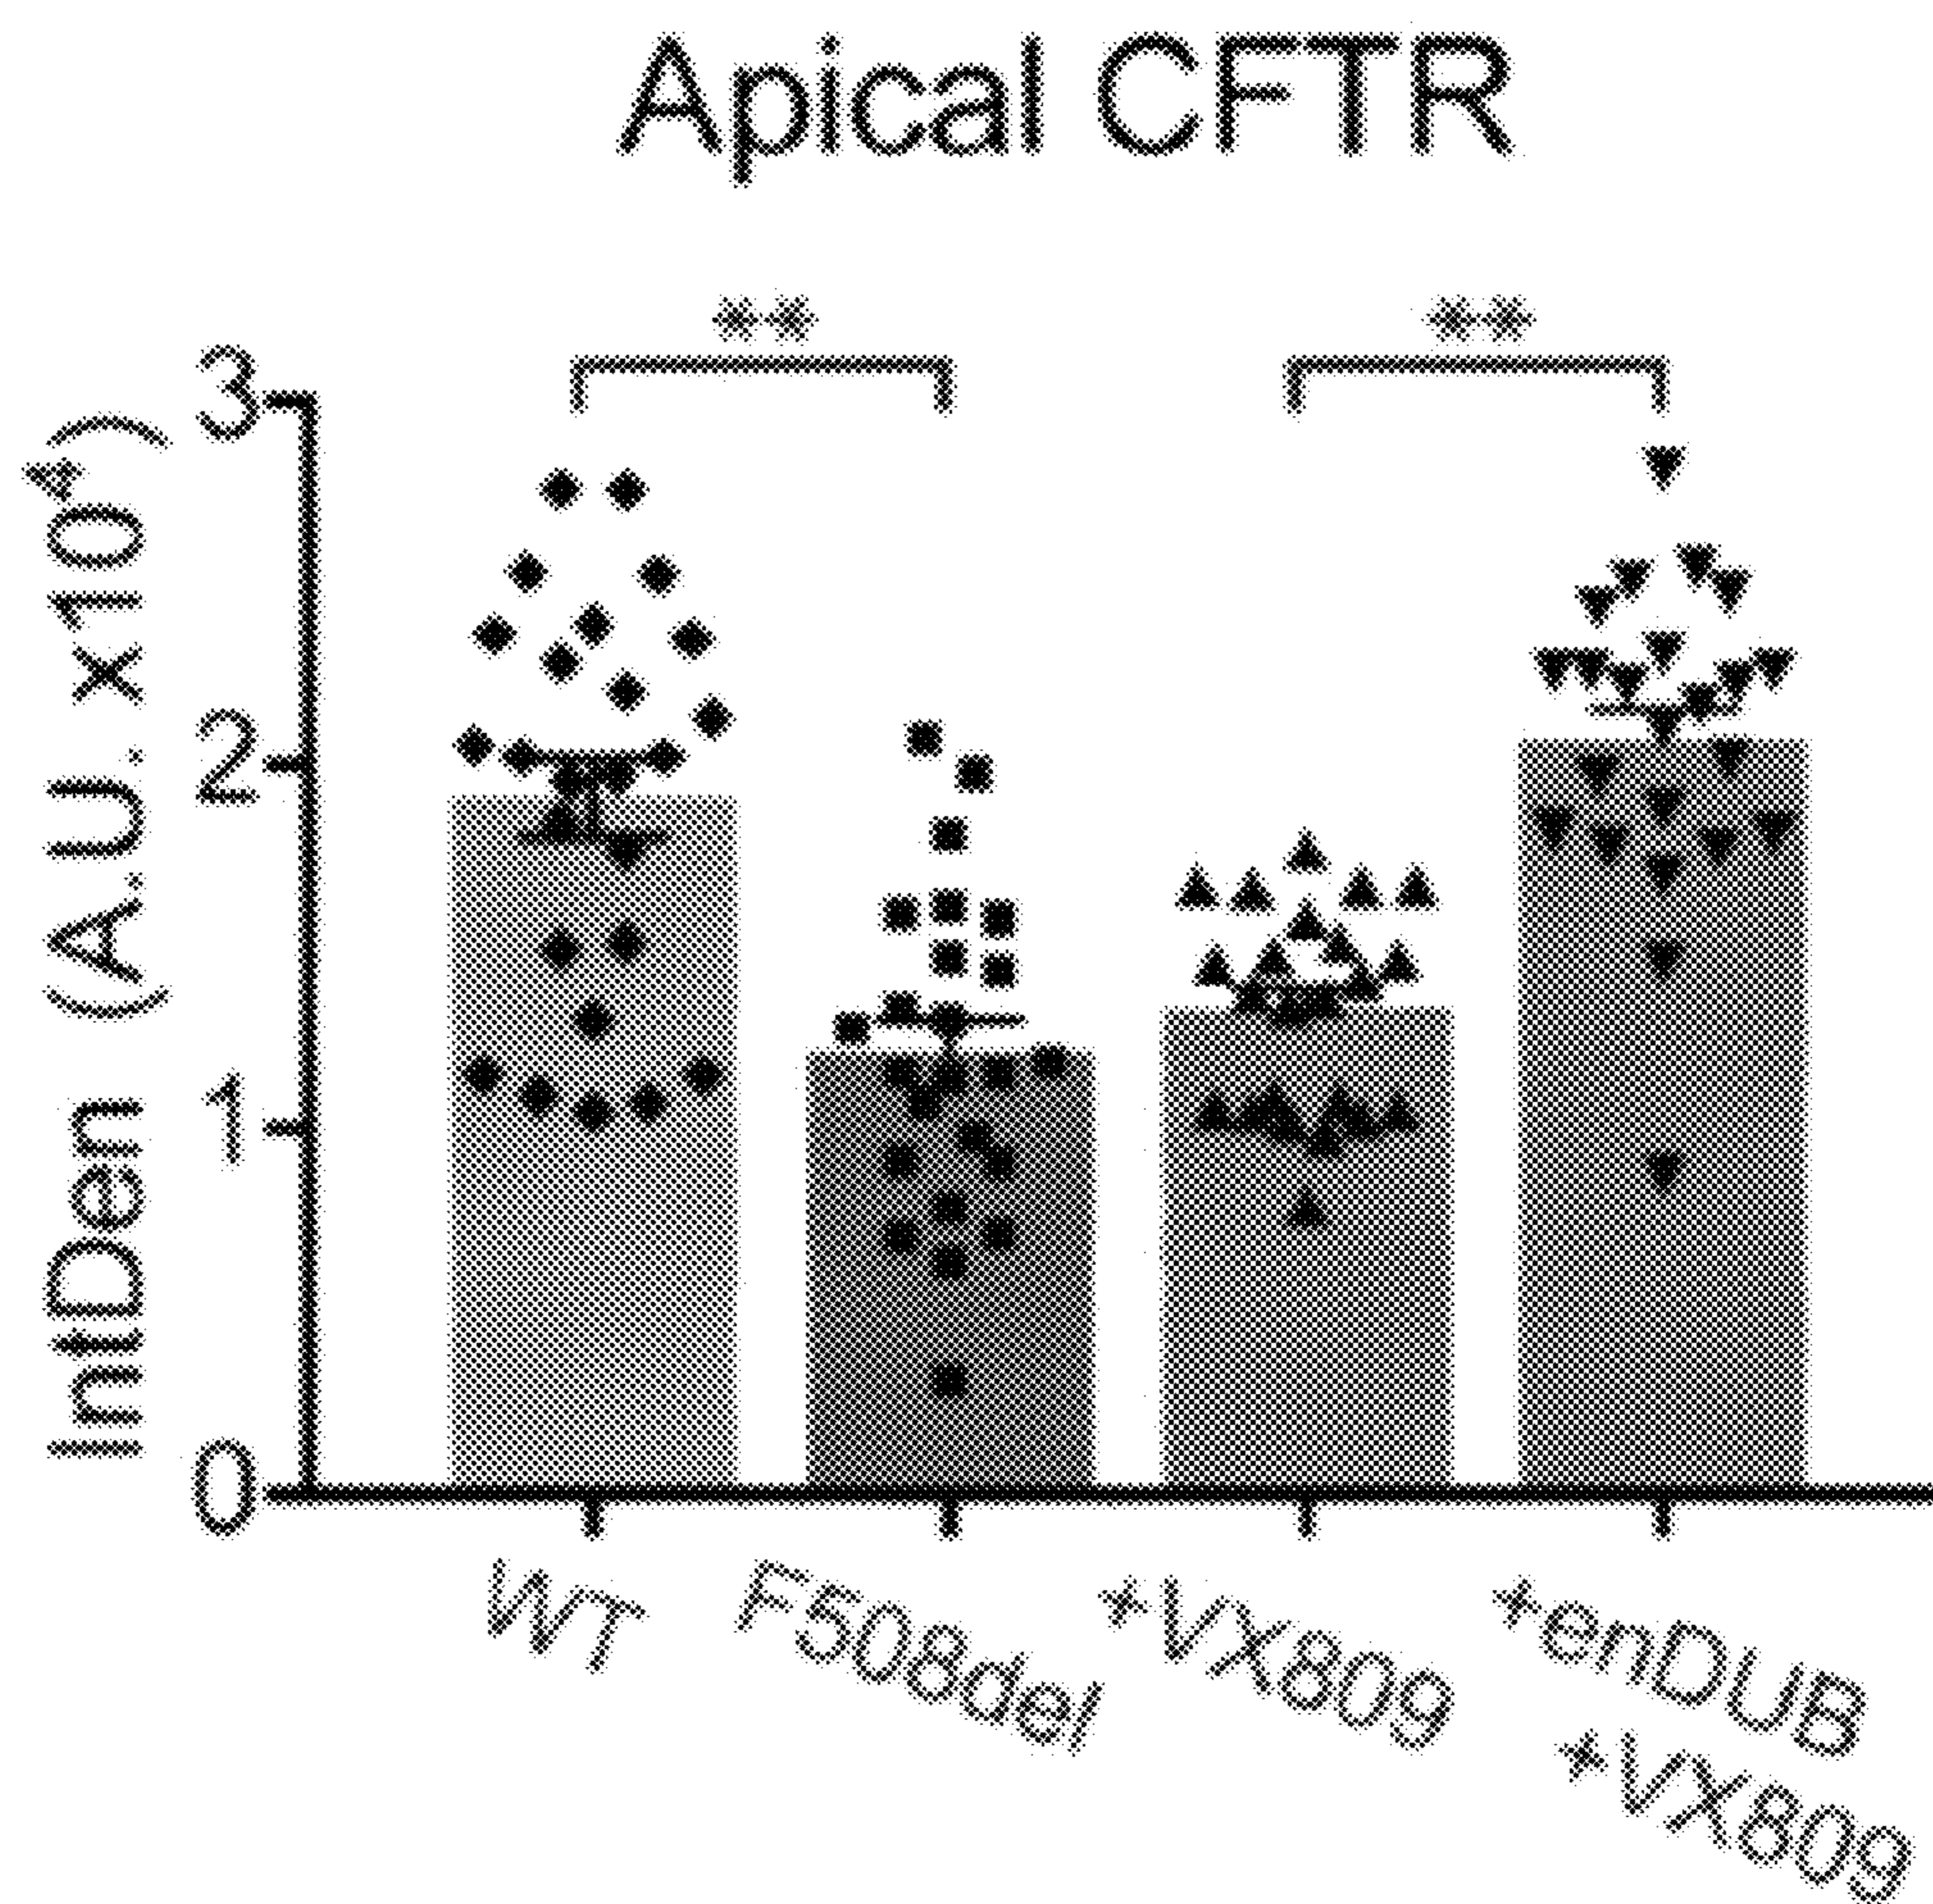 Apical CFTR
** **
IntDen (A.U. x10⁴)
3
2
1
0
WT
F508del
+VX809
+enDUB
+VX809